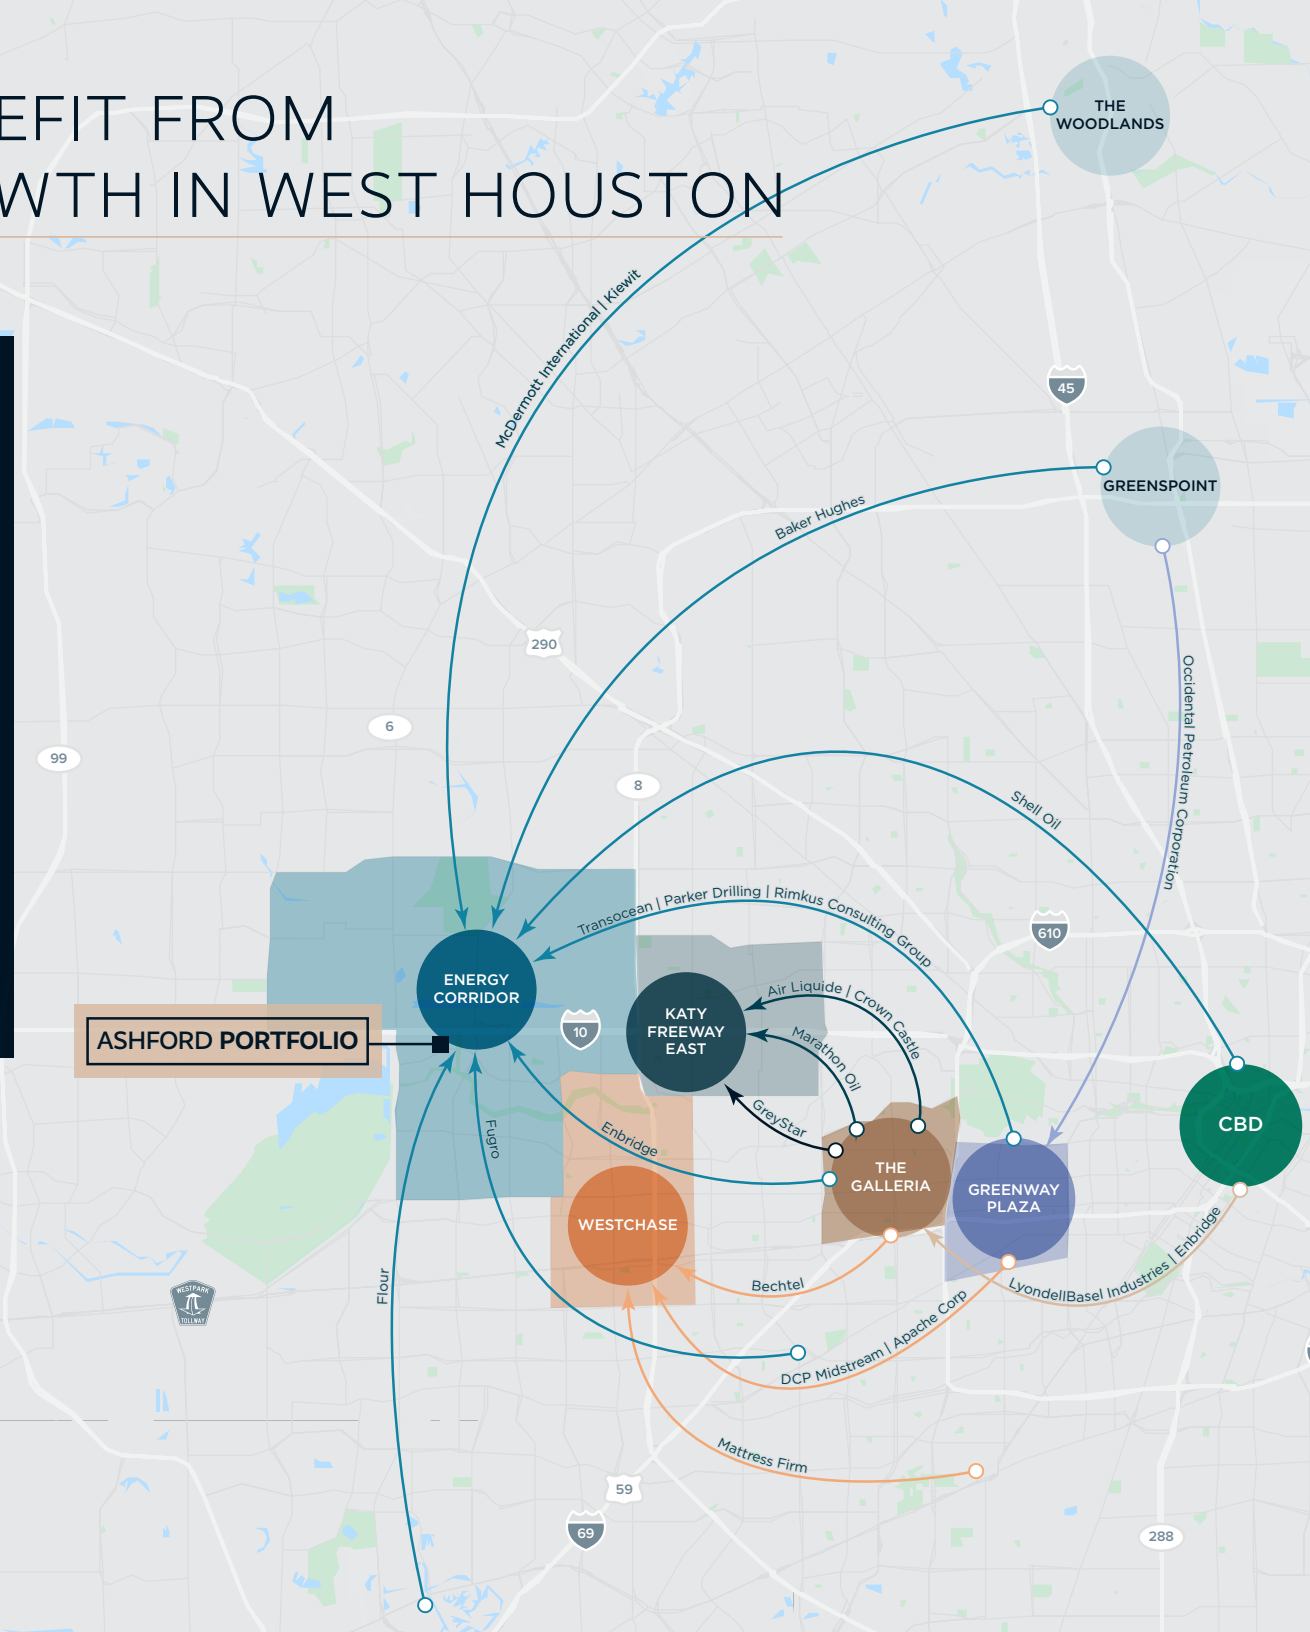 EFIT FROM
WTH IN WEST HOUSTON
THE
WOODLANDS
McDermott International | Kiewit
45
GREENSPOINT
Baker Hughes
290
Occidental Petroleum Corporation
6
99
8
Shell Oil
Transocean | Parker Drilling | Rimkus Consulting Group
610
ENERGY
CORRIDOR
KATY
FREEWAY
EAST
Air Liquide | Crown Castle
10
Marathon Oil
ASHFORD PORTFOLIO
GreyStar
CBD
Fugro
Enbridge
THE
GALLERIA
GREENWAY
PLAZA
WESTCHASE
LyondellBasel Industries | Enbridge
Flour
Bechtel
WESTPARK
TOLLWAY
DCP Midstream | Apache Corp
Mattress Firm
59
69
288